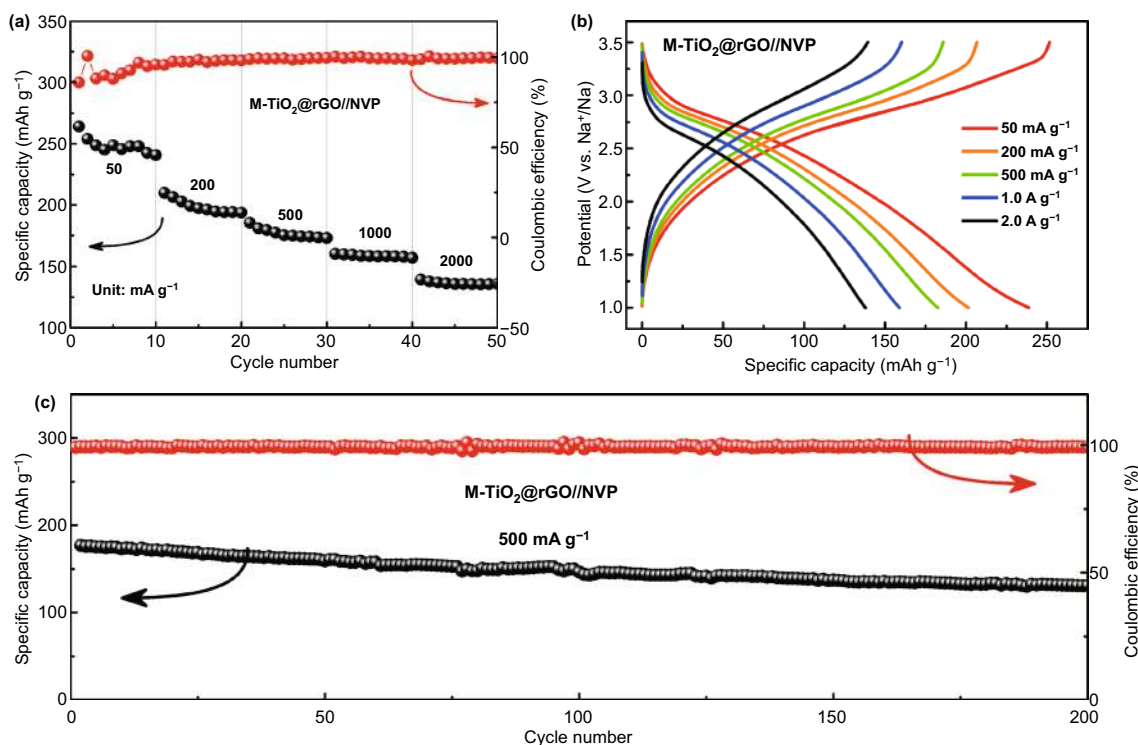 (a)
350
300
250
200
150
100
Specific capacity (mAh g⁻¹)
100
50
0
−50
Coulombic efficiency (%)
M-TiO₂@rGO//NVP
50
200
500
1000
2000
Unit: mA g⁻¹
0 10 20 30 40 50
Cycle number
(b)
M-TiO₂@rGO//NVP
3.5
3.0
2.5
2.0
1.5
1.0
Potential (V vs. Na⁺/Na)
50 mA g⁻¹
200 mA g⁻¹
500 mA g⁻¹
1.0 A g⁻¹
2.0 A g⁻¹
0 50 100 150 200 250
Specific capacity (mAh g⁻¹)
(c)
300
250
200
150
100
0
Specific capacity (mAh g⁻¹)
100
50
0
Coulombic efficiency (%)
M-TiO₂@rGO//NVP
500 mA g⁻¹
0 50 100 150 200
Cycle number